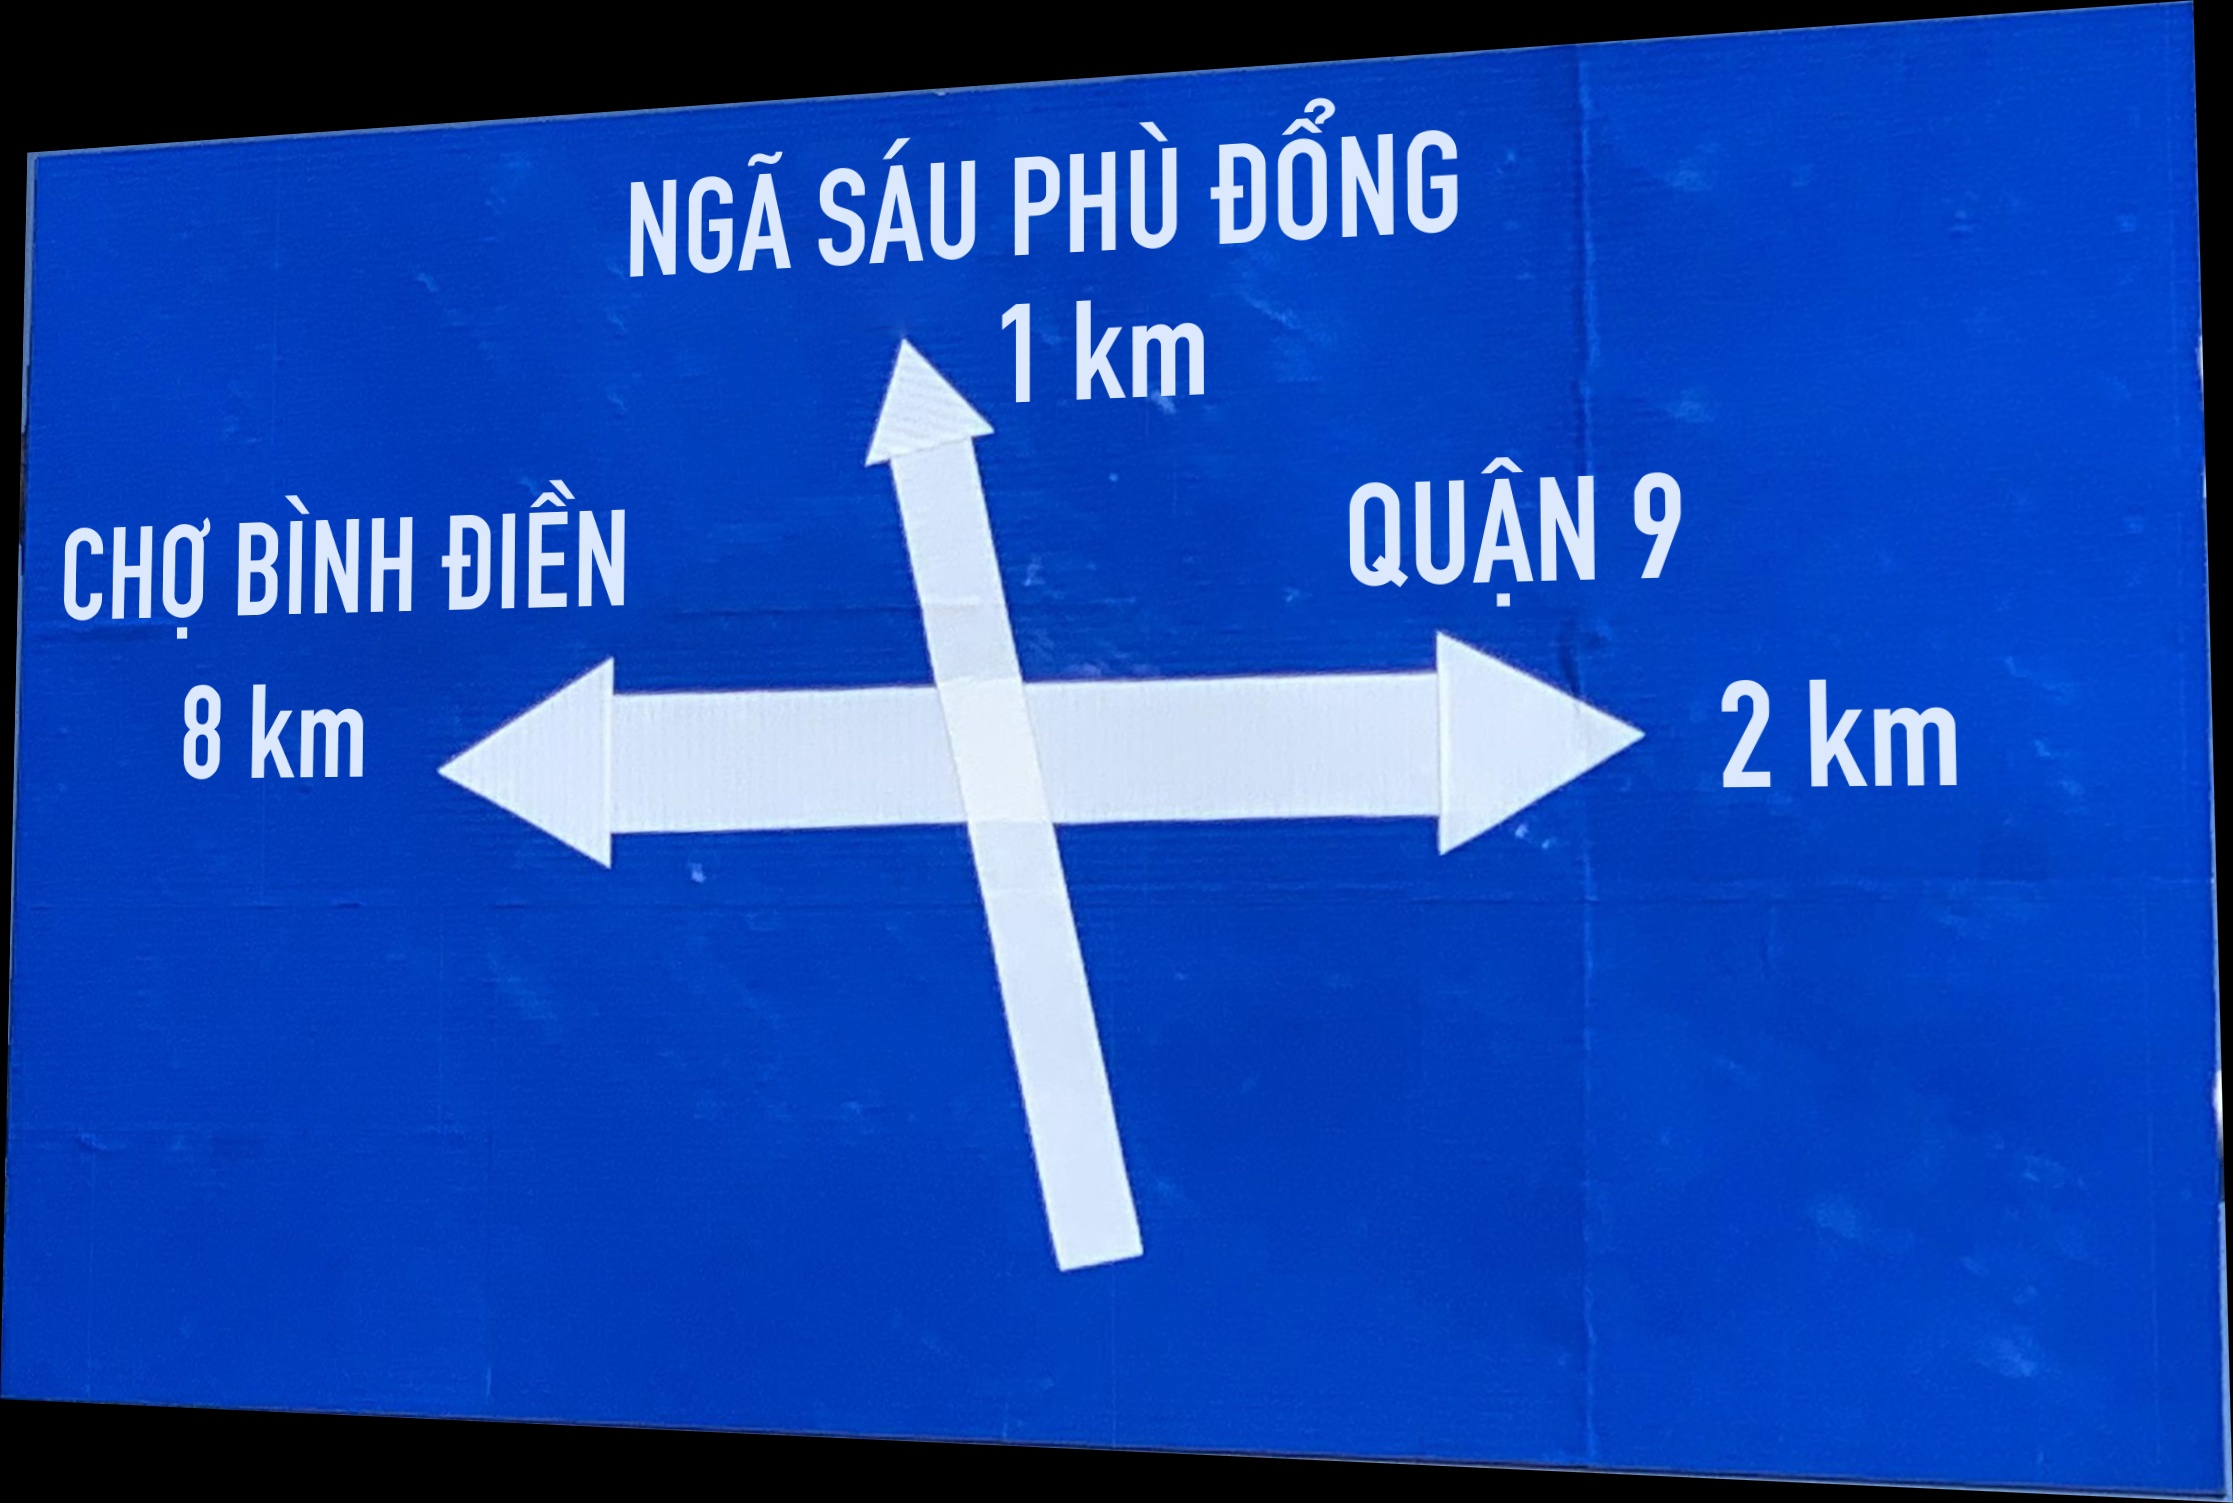 NGÃ SÁU PHÙ ĐỔNG
1 km
CHỢ BÌNH ĐIỀN
8 km
QUẬN 9
2 km